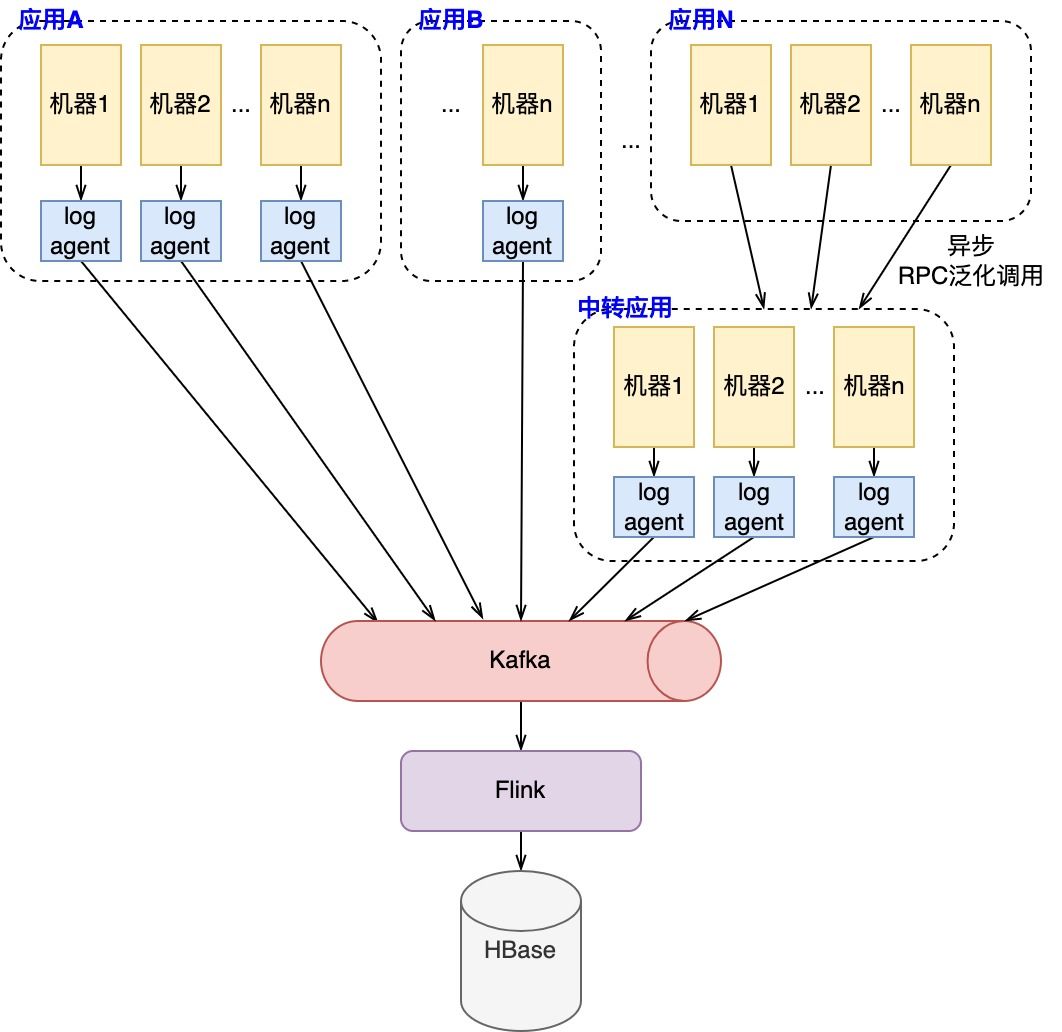 应用A
机器1
机器2
...
机器n
log
agent
log
agent
log
agent
应用B
...
机器n
log
agent
...
应用N
机器1
机器2
...
机器n
异步
RPC泛化调用
中转应用
机器1
机器2
...
机器n
log
agent
log
agent
log
agent
Kafka
Flink
HBase